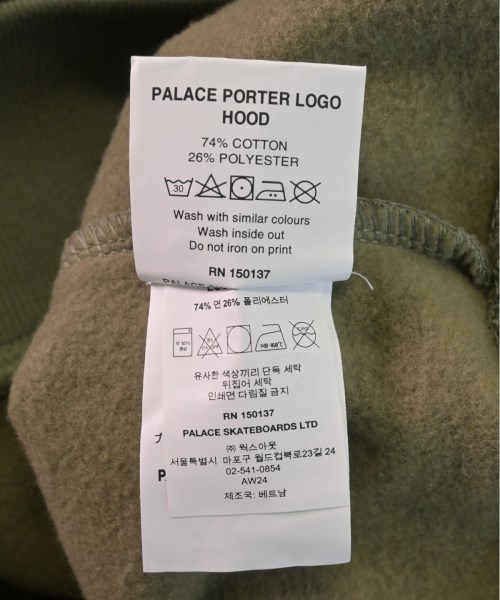 PALACE PORTER LOGO
HOOD
74% COTTON
26% POLYESTER
30
Wash with similar colours
Wash inside out
Do not iron on print
RN 150137
74% 면 26% 폴리에스터
유사한 색상끼리 단독 세탁
뒤집어 세탁
인쇄면 다림질 금지
RN 150137
PALACE SKATEBOARDS LTD
㈜ 웍스아웃
서울특별시 마포구 월드컵북로23길 24
02-541-0854
AW24
제조국: 베트남